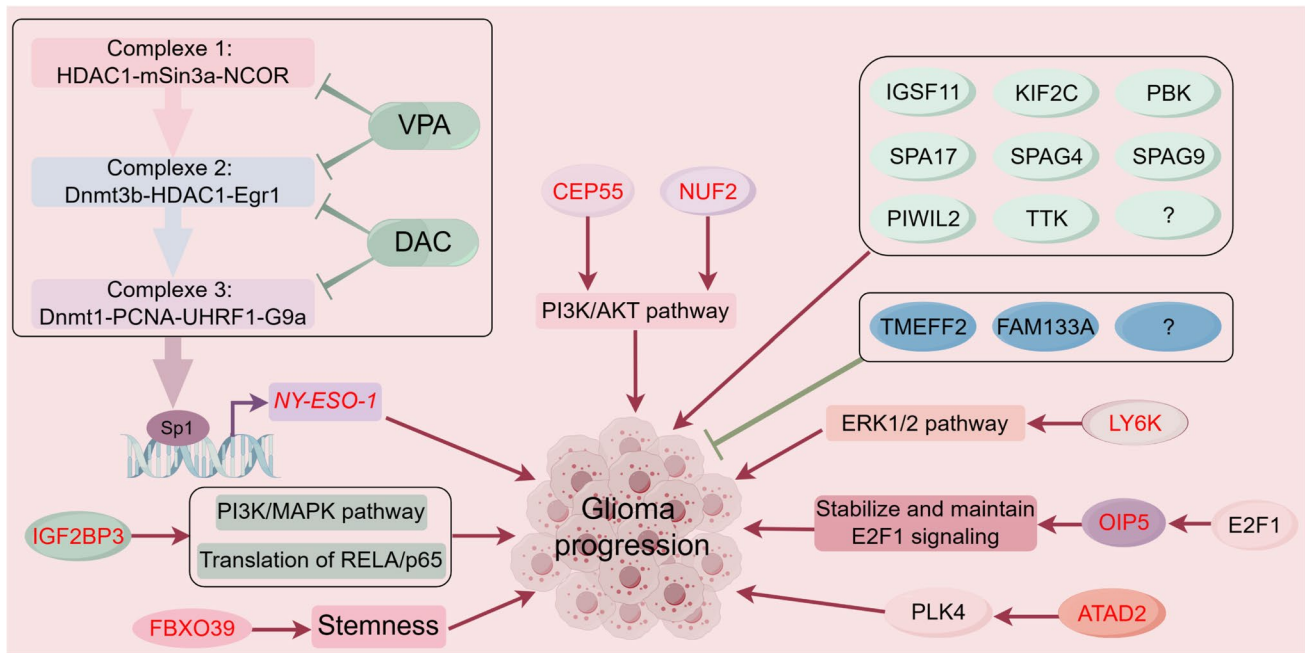 Complexe 1:
HDAC1-mSin3a-NCOR
VPA
Complexe 2:
Dnmt3b-HDAC1-Egr1
DAC
Complexe 3:
Dnmt1-PCNA-UHRF1-G9a
Sp1
NY-ESO-1
CEP55
NUF2
PI3K/AKT pathway
IGSF11
KIF2C
PBK
SPA17
SPAG4
SPAG9
PIWIL2
TTK
?
TMEFF2
FAM133A
?
ERK1/2 pathway
LY6K
IGF2BP3
PI3K/MAPK pathway
Translation of RELA/p65
Glioma
progression
Stabilize and maintain
E2F1 signaling
OIP5
E2F1
FBXO39
Stemness
PLK4
ATAD2